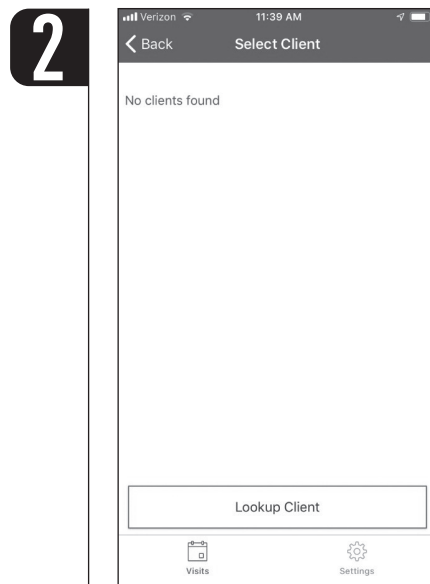 2
Verizon 11:39 AM
Back Select Client
No clients found
Lookup Client
Visits Settings